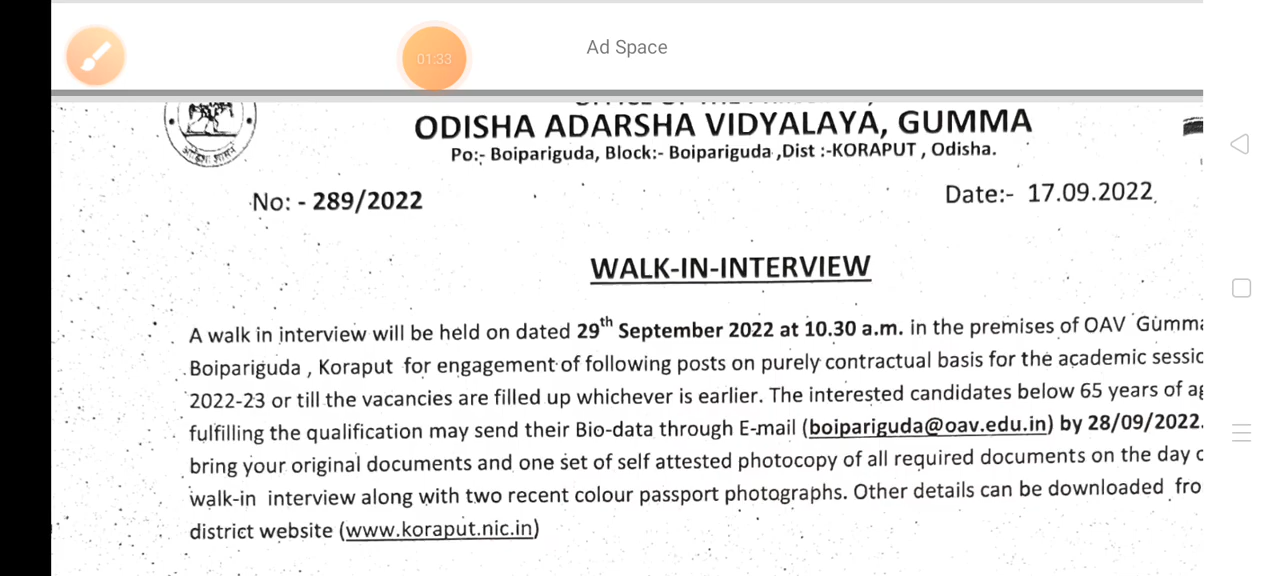 Ad Space
01:33
ODISHA ADARSHA VIDYALAYA, GUMMA
Po:- Boipariguda, Block:- Boipariguda ,Dist :-KORAPUT , Odisha.
No: - 289/2022
Date:- 17.09.2022
WALK-IN-INTERVIEW
A walk in interview will be held on dated 29th September 2022 at 10.30 a.m. in the premises of OAV Gumma
Boipariguda , Koraput for engagement of following posts on purely contractual basis for the academic sessio
2022-23 or till the vacancies are filled up whichever is earlier. The interested candidates below 65 years of ag
fulfilling the qualification may send their Bio-data through E-mail (boipariguda@oav.edu.in) by 28/09/2022.
bring your original documents and one set of self attested photocopy of all required documents on the day o
walk-in interview along with two recent colour passport photographs. Other details can be downloaded fro
district website (www.koraput.nic.in)